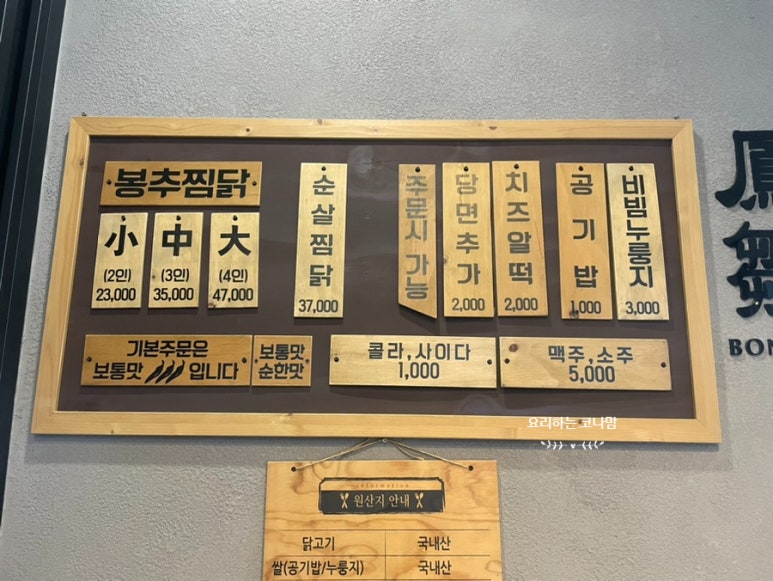 봉추찜닭
小 中 大
(2인) (3인) (4인)
23,000 35,000 47,000
순살찜닭
37,000
주문시 가능
당면추가
2,000
치즈알떡
2,000
공기밥
1,000
비빔누룽지
3,000
기본주문은
보통맛 입니다
보통맛
순한맛
콜라,사이다
1,000
맥주,소주
5,000
요리하는 코나맘
BON
information
원산지 안내
닭고기 국내산
쌀(공기밥/누룽지) 국내산